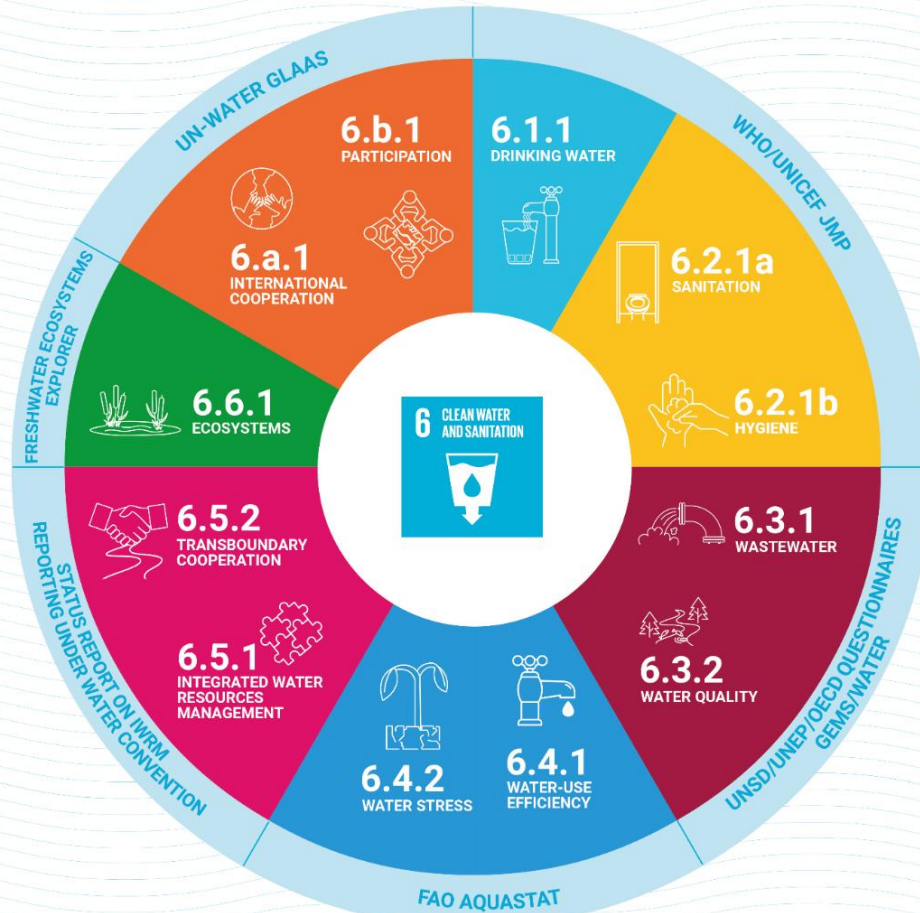 UN-WATER GLAAS
6.b.1
PARTICIPATION
6.a.1
INTERNATIONAL
COOPERATION
6.1.1
DRINKING WATER
WHO/UNICEF JMP
6.2.1a
SANITATION
6.2.1b
HYGIENE
FRESHWATER ECOSYSTEMS
EXPLORER
6.6.1
ECOSYSTEMS
6 CLEAN WATER
AND SANITATION
6.5.2
TRANSBOUNDARY
COOPERATION
6.5.1
INTEGRATED WATER
RESOURCES
MANAGEMENT
STATUS REPORT ON IWRM
REPORTING UNDER WATER CONVENTION
6.3.1
WASTEWATER
6.3.2
WATER QUALITY
UNSD/UNEP/OECD QUESTIONNAIRES
GEMS/WATER
6.4.2
WATER STRESS
6.4.1
WATER-USE
EFFICIENCY
FAO AQUASTAT